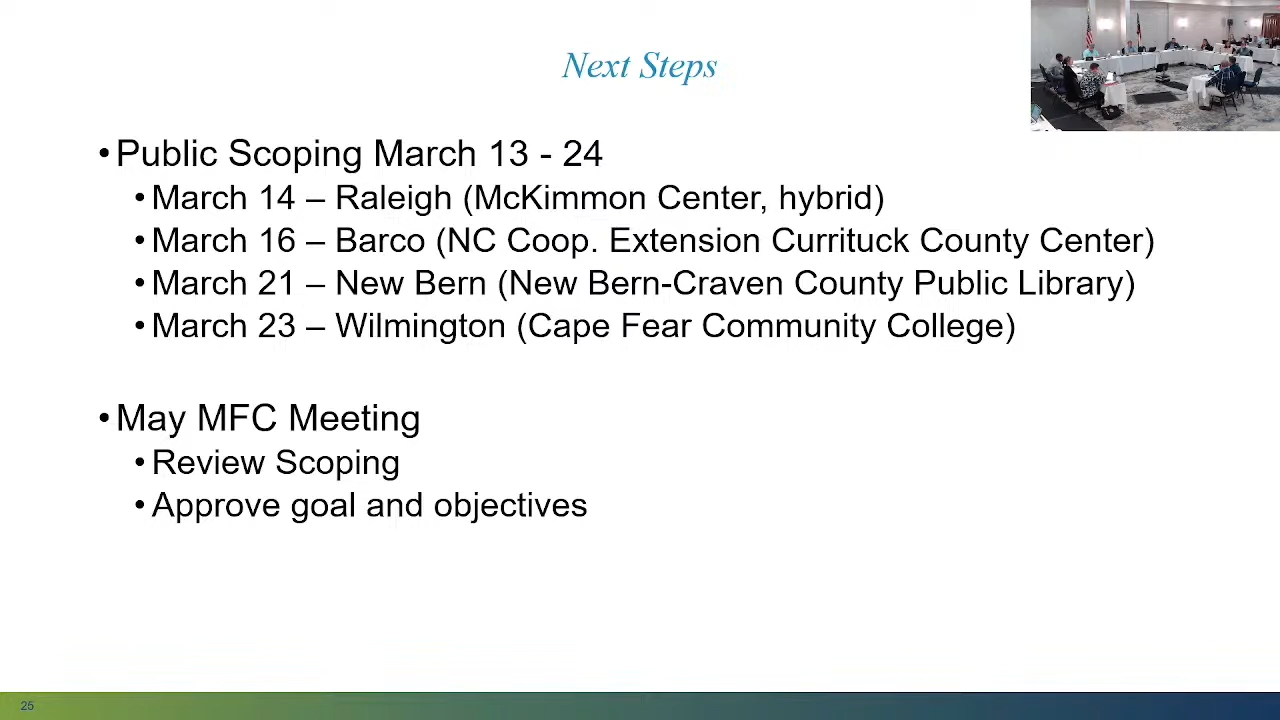 Next Steps
• Public Scoping March 13 - 24
• March 14 – Raleigh (McKimmon Center, hybrid)
• March 16 – Barco (NC Coop. Extension Currituck County Center)
• March 21 – New Bern (New Bern-Craven County Public Library)
• March 23 – Wilmington (Cape Fear Community College)
• May MFC Meeting
• Review Scoping
• Approve goal and objectives
25